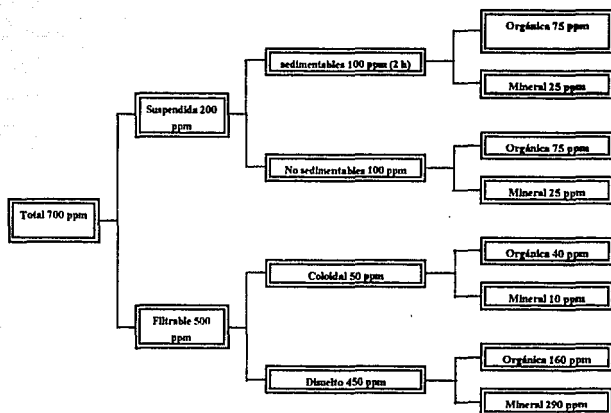 Orgánica 75 ppm
sedimentables 100 ppm (2 h)
Mineral 25 ppm
Suspendida 200
ppm
Orgánica 75 ppm
No sedimentables 100 ppm
Mineral 25 ppm
Total 700 ppm
Orgánica 40 ppm
Coloidal 50 ppm
Mineral 10 ppm
Filtrable 500
ppm
Orgánica 160 ppm
Disuelto 450 ppm
Mineral 290 ppm